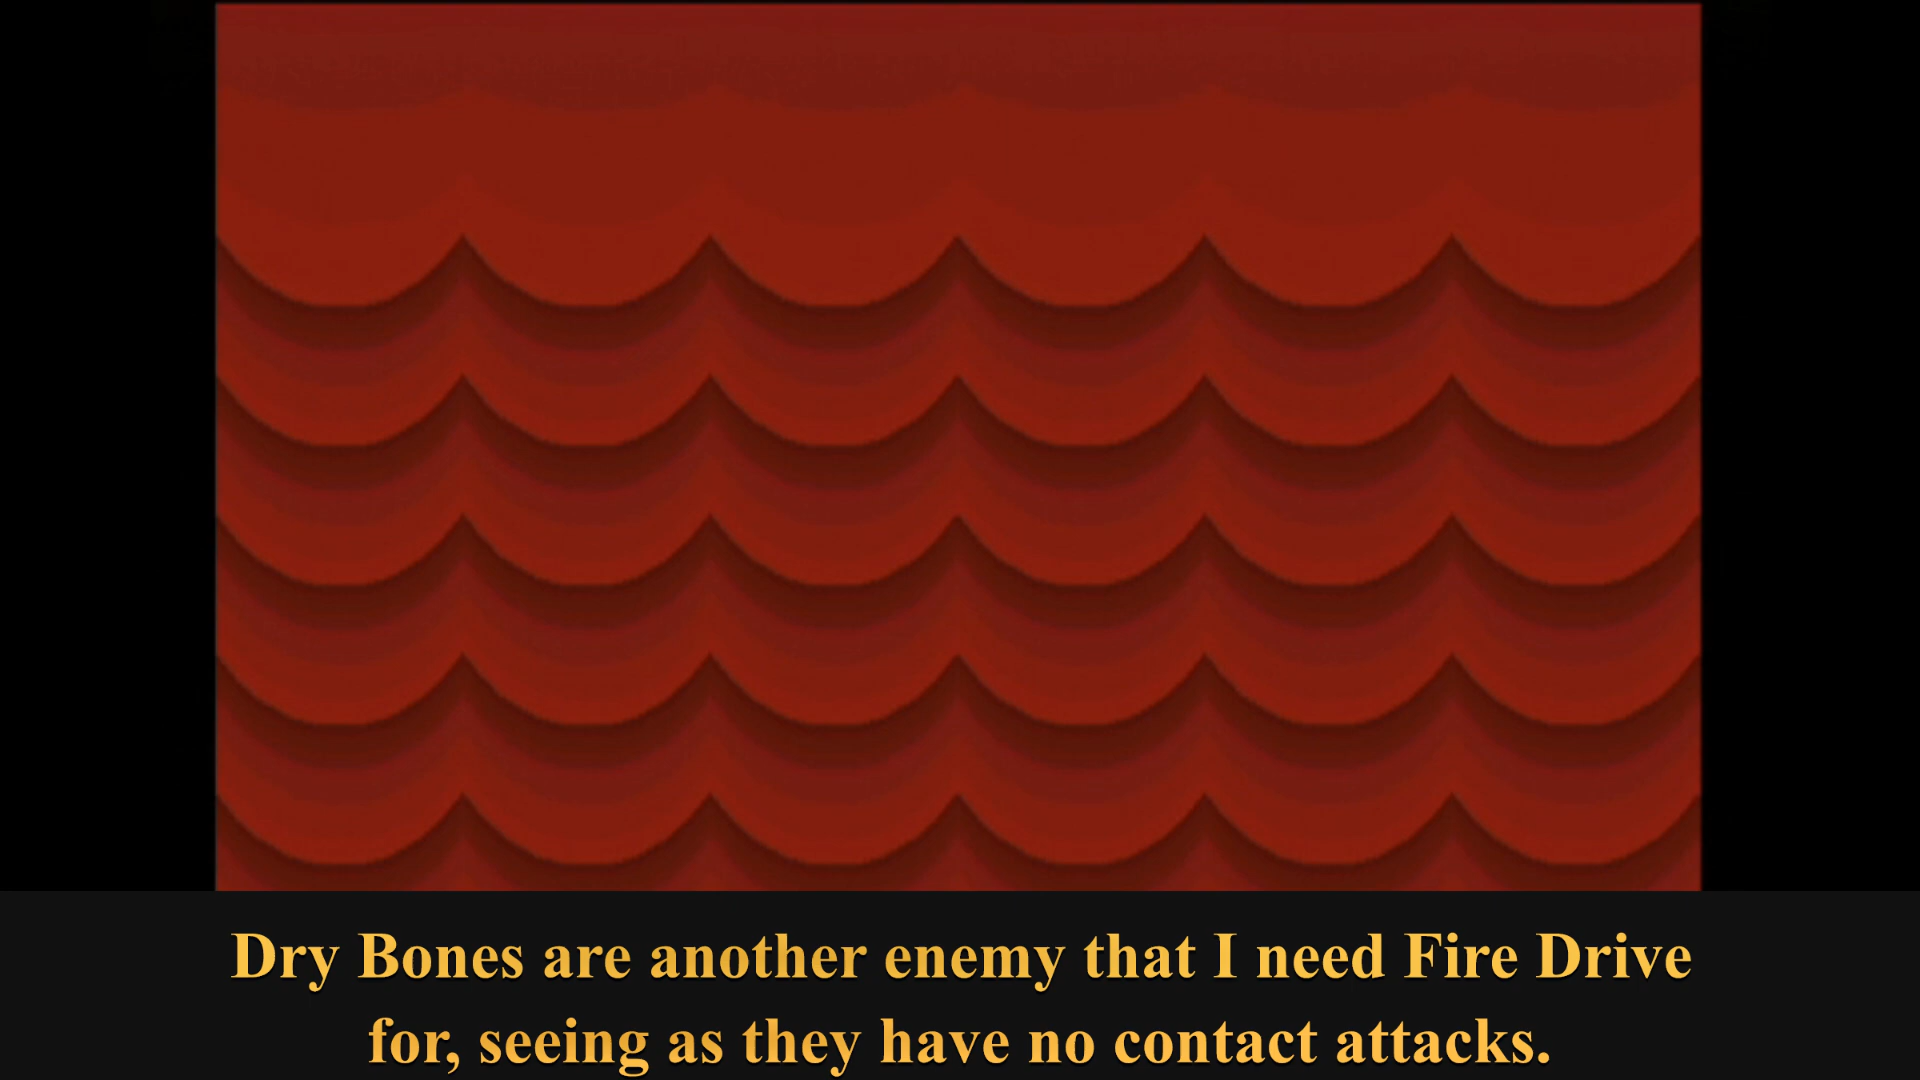 Dry Bones are another enemy that I need Fire Drive
for, seeing as they have no contact attacks.